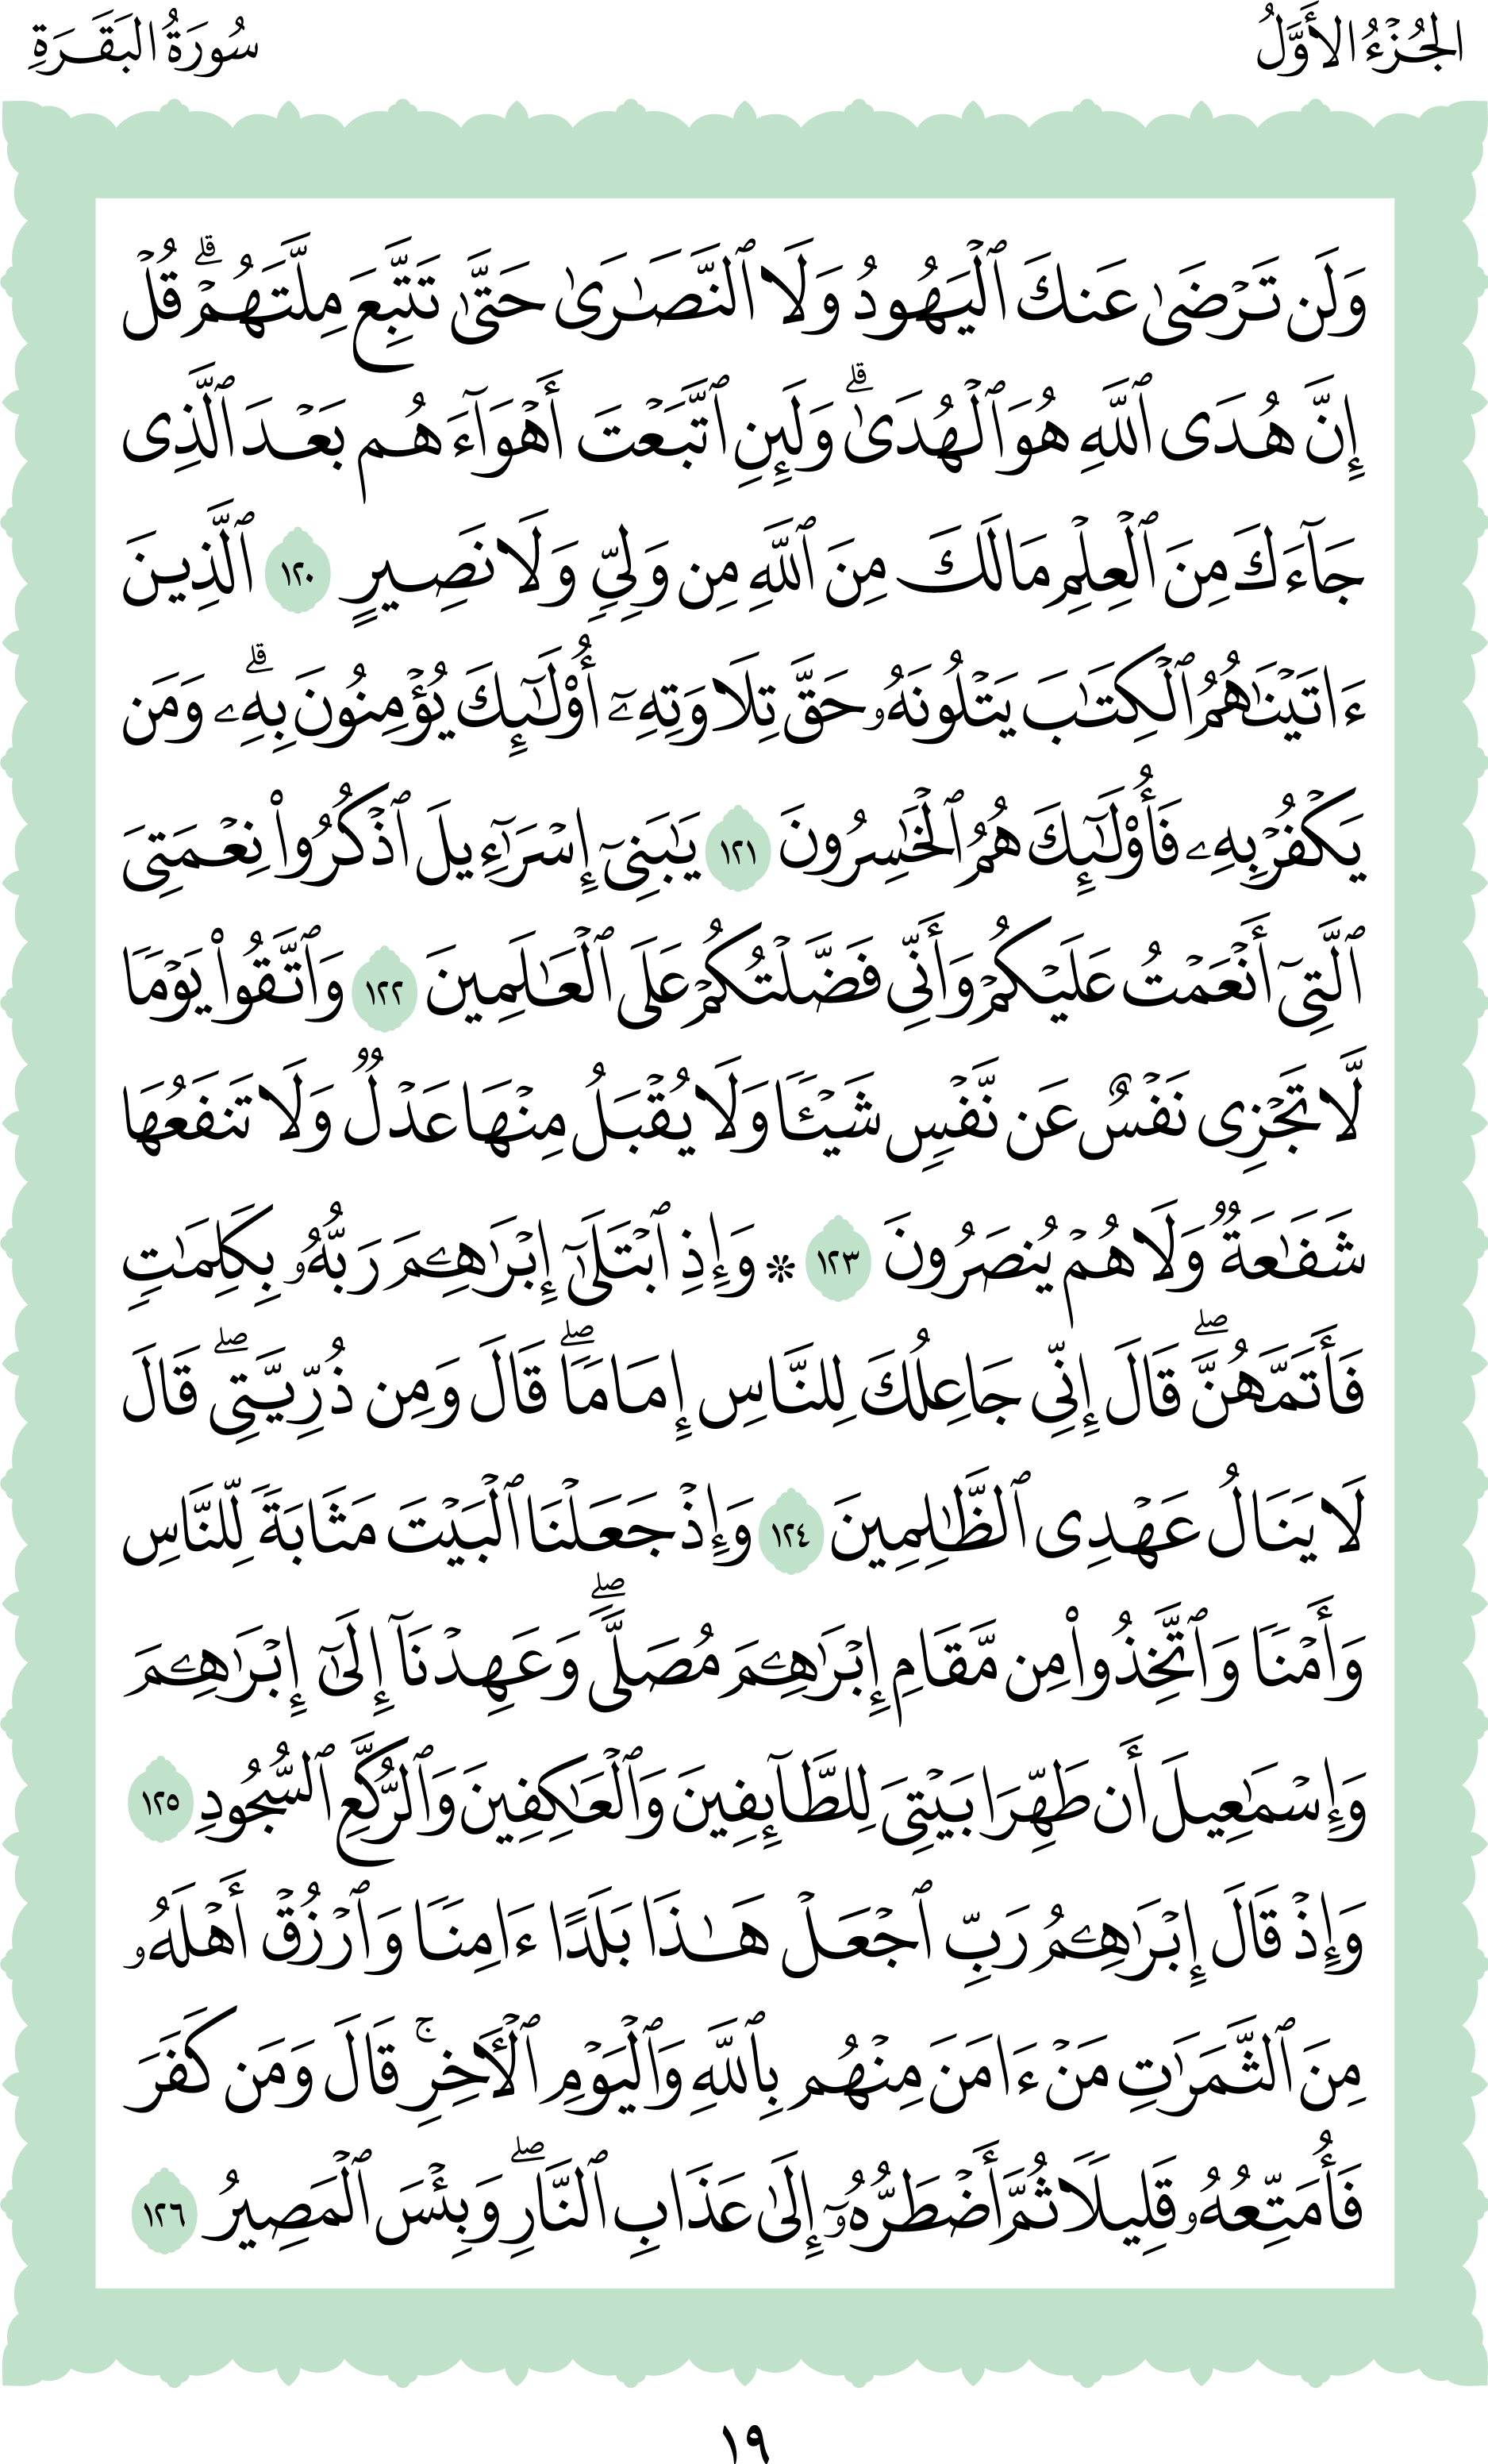 الجُزْءُ الأَوَّلُ
سُورَةُ البَقَرَةِ
وَلَن تَرْضَىٰ عَنكَ ٱلْيَهُودُ وَلَا ٱلنَّصَـٰرَىٰ حَتَّىٰ تَتَّبِعَ مِلَّتَهُمْ ۗ قُلْ
إِنَّ هُدَى ٱللَّهِ هُوَ ٱلْهُدَىٰ ۗ وَلَئِنِ ٱتَّبَعْتَ أَهْوَآءَهُم بَعْدَ ٱلَّذِى
جَآءَكَ مِنَ ٱلْعِلْمِ مَا لَكَ مِنَ ٱللَّهِ مِن وَلِىٍّ وَلَا نَصِيرٍ ١٢٠ ٱلَّذِينَ
ءَاتَيْنَـٰهُمُ ٱلْكِتَـٰبَ يَتْلُونَهُۥ حَقَّ تِلَاوَتِهِۦٓ أُو۟لَـٰٓئِكَ يُؤْمِنُونَ بِهِۦ ۗ وَمَن
يَكْفُرْ بِهِۦ فَأُو۟لَـٰٓئِكَ هُمُ ٱلْخَـٰسِرُونَ ١٢١ يَـٰبَنِىٓ إِسْرَٰٓءِيلَ ٱذْكُرُوا۟ نِعْمَتِىَ
ٱلَّتِىٓ أَنْعَمْتُ عَلَيْكُمْ وَأَنِّى فَضَّلْتُكُمْ عَلَى ٱلْعَـٰلَمِينَ ١٢٢ وَٱتَّقُوا۟ يَوْمًا
لَّا تَجْزِى نَفْسٌ عَن نَّفْسٍ شَيْـًٔا وَلَا يُقْبَلُ مِنْهَا عَدْلٌ وَلَا تَنفَعُهَا
شَفَـٰعَةٌ وَلَا هُمْ يُنصَرُونَ ١٢٣ ۞ وَإِذِ ٱبْتَلَىٰٓ إِبْرَٰهِـۧمَ رَبُّهُۥ بِكَلِمَـٰتٍ
فَأَتَمَّهُنَّ ۖ قَالَ إِنِّى جَاعِلُكَ لِلنَّاسِ إِمَامًا ۖ قَالَ وَمِن ذُرِّيَّتِى ۖ قَالَ
لَا يَنَالُ عَهْدِى ٱلظَّـٰلِمِينَ ١٢٤ وَإِذْ جَعَلْنَا ٱلْبَيْتَ مَثَابَةً لِّلنَّاسِ
وَأَمْنًا وَٱتَّخِذُوا۟ مِن مَّقَامِ إِبْرَٰهِـۧمَ مُصَلًّى ۖ وَعَهِدْنَآ إِلَىٰٓ إِبْرَٰهِـۧمَ
وَإِسْمَـٰعِيلَ أَن طَهِّرَا بَيْتِىَ لِلطَّآئِفِينَ وَٱلْعَـٰكِفِينَ وَٱلرُّكَّعِ ٱلسُّجُودِ ١٢٥
وَإِذْ قَالَ إِبْرَٰهِـۧمُ رَبِّ ٱجْعَلْ هَـٰذَا بَلَدًا ءَامِنًا وَٱرْزُقْ أَهْلَهُۥ
مِنَ ٱلثَّمَرَٰتِ مَنْ ءَامَنَ مِنْهُم بِٱللَّهِ وَٱلْيَوْمِ ٱلْـَٔاخِرِ ۚ قَالَ وَمَن كَفَرَ
فَأُمَتِّعُهُۥ قَلِيلًا ثُمَّ أَضْطَرُّهُۥٓ إِلَىٰ عَذَابِ ٱلنَّارِ ۖ وَبِئْسَ ٱلْمَصِيرُ ١٢٦
١٩